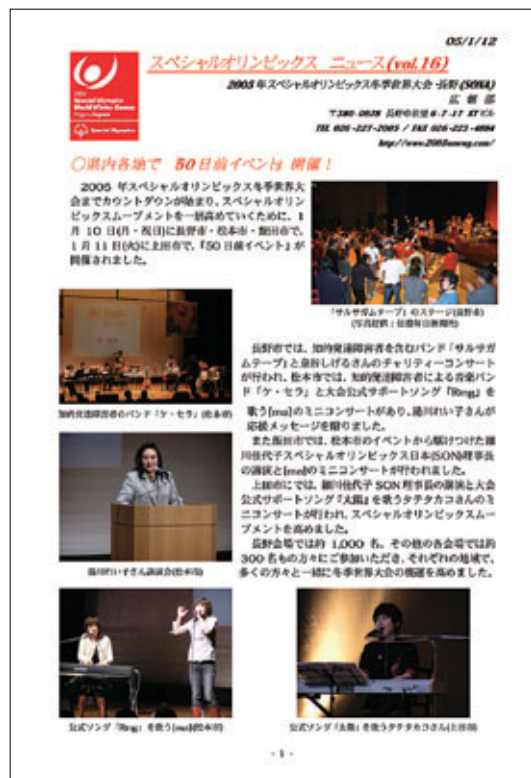 05/1/12
スペシャルオリンピックス ニュース(vol.16)
2005年スペシャルオリンピックス冬季世界大会・長野(SONA)
広報部
TEL 026-227-2005 / FAX 026-223-4004
○県内各地で 50日前イベント 開催!
2005年スペシャルオリンピックス冬季世界大
会までカウントダウンが始まり、スペシャルオリン
ピックスムーブメントを一層高めていくために、1
月10日(月・祝日)に長野市・松本市・飯田市で、
1月11日(火)に上田市で、『50日前イベント』が
開催されました。
「サルサガムテープ」のステージ(長野市)
(写真提供:信濃毎日新聞社)
知的発達障害者のバンド「ケ・セラ」(松本市)
長野市では、知的発達障害者を含むバンド「サルサガ
ムテープ」と泉谷しげるさんのチャリティーコンサート
が行われ、松本市では、知的発達障害者による音楽バン
ド「ケ・セラ」と大会公式サポートソング『Ring』を
歌う[ma]のミニコンサートがあり、湯川れい子さんが
応援メッセージを贈りました。
また飯田市では、松本市のイベントから駆けつけた細
川佳代子スペシャルオリンピックス日本(SON)理事長
の講演と[ma]のミニコンサートが行われました。
上田市にでは、細川佳代子SON理事長の講演と大会
公式サポートソング『太陽』を歌うタテタカコさんのミ
ニコンサートが行われ、スペシャルオリンピックスムー
ブメントを高めました。
長野会場では約1,000名、その他の各会場では約
300名もの方々にご参加いただき、それぞれの地域で、
多くの方々と一緒に冬季世界大会の機運を高めました。
湯川れい子さん講演会(松本市)
公式ソング『Ring』を歌う[ma](松本市)
公式ソング『太陽』を歌うタテタカコさん(上田市)
- 1 -